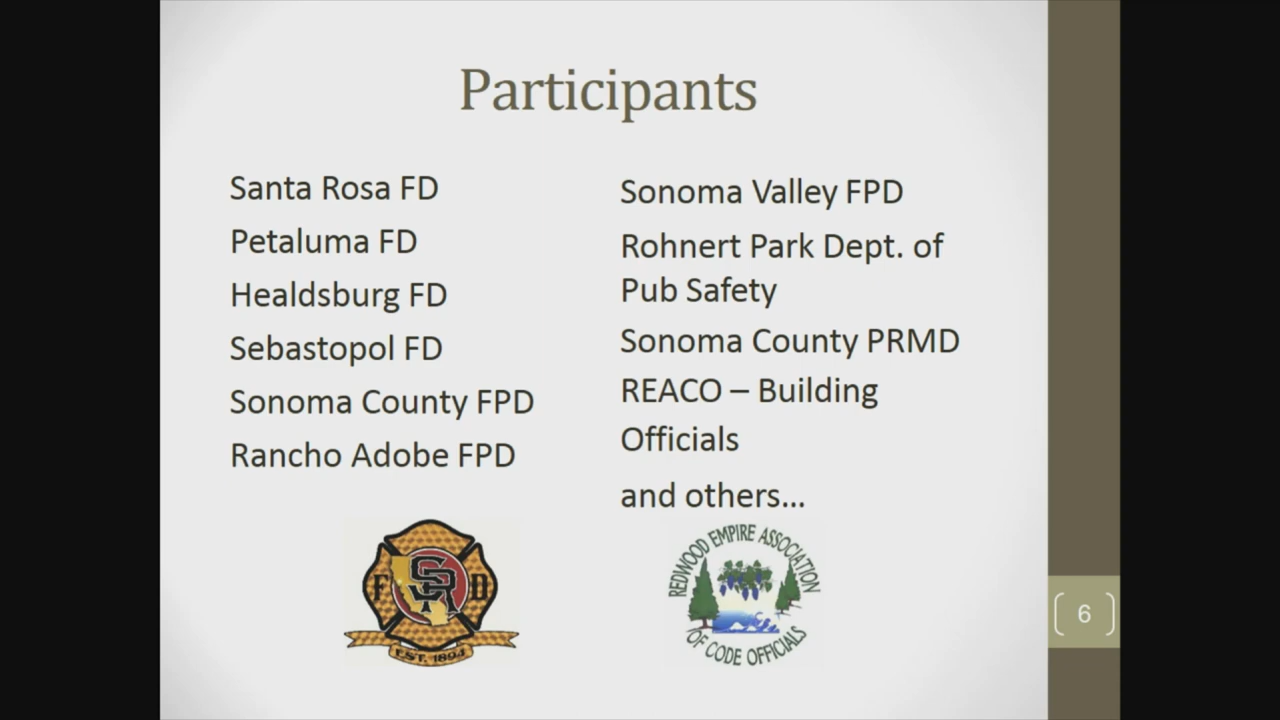 Participants
Santa Rosa FD
Petaluma FD
Healdsburg FD
Sebastopol FD
Sonoma County FPD
Rancho Adobe FPD
Sonoma Valley FPD
Rohnert Park Dept. of
Pub Safety
Sonoma County PRMD
REACO – Building
Officials
and others...
F SR D
EST. 1894
REDWOOD EMPIRE ASSOCIATION
OF CODE OFFICIALS
6